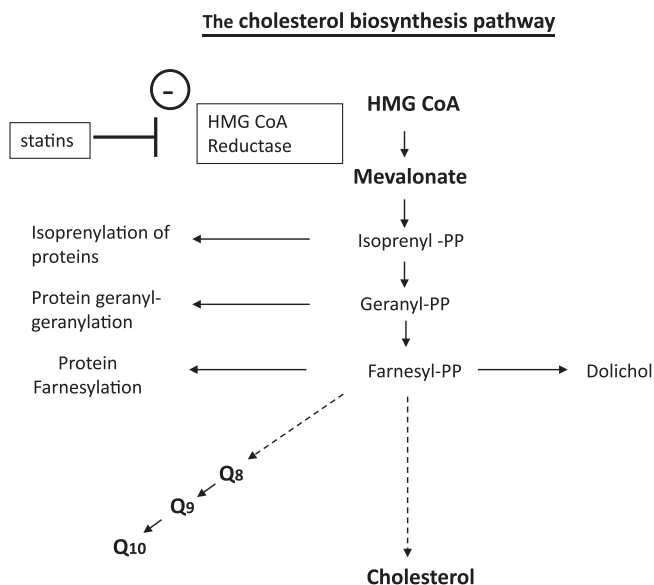 The cholesterol biosynthesis pathway
-
HMG CoA
statins
HMG CoA
Reductase
Mevalonate
Isoprenylation of
proteins
Isoprenyl -PP
Protein geranyl-
geranylation
Geranyl-PP
Protein
Farnesylation
Farnesyl-PP
Dolichol
Q8
Q9
Q10
Cholesterol